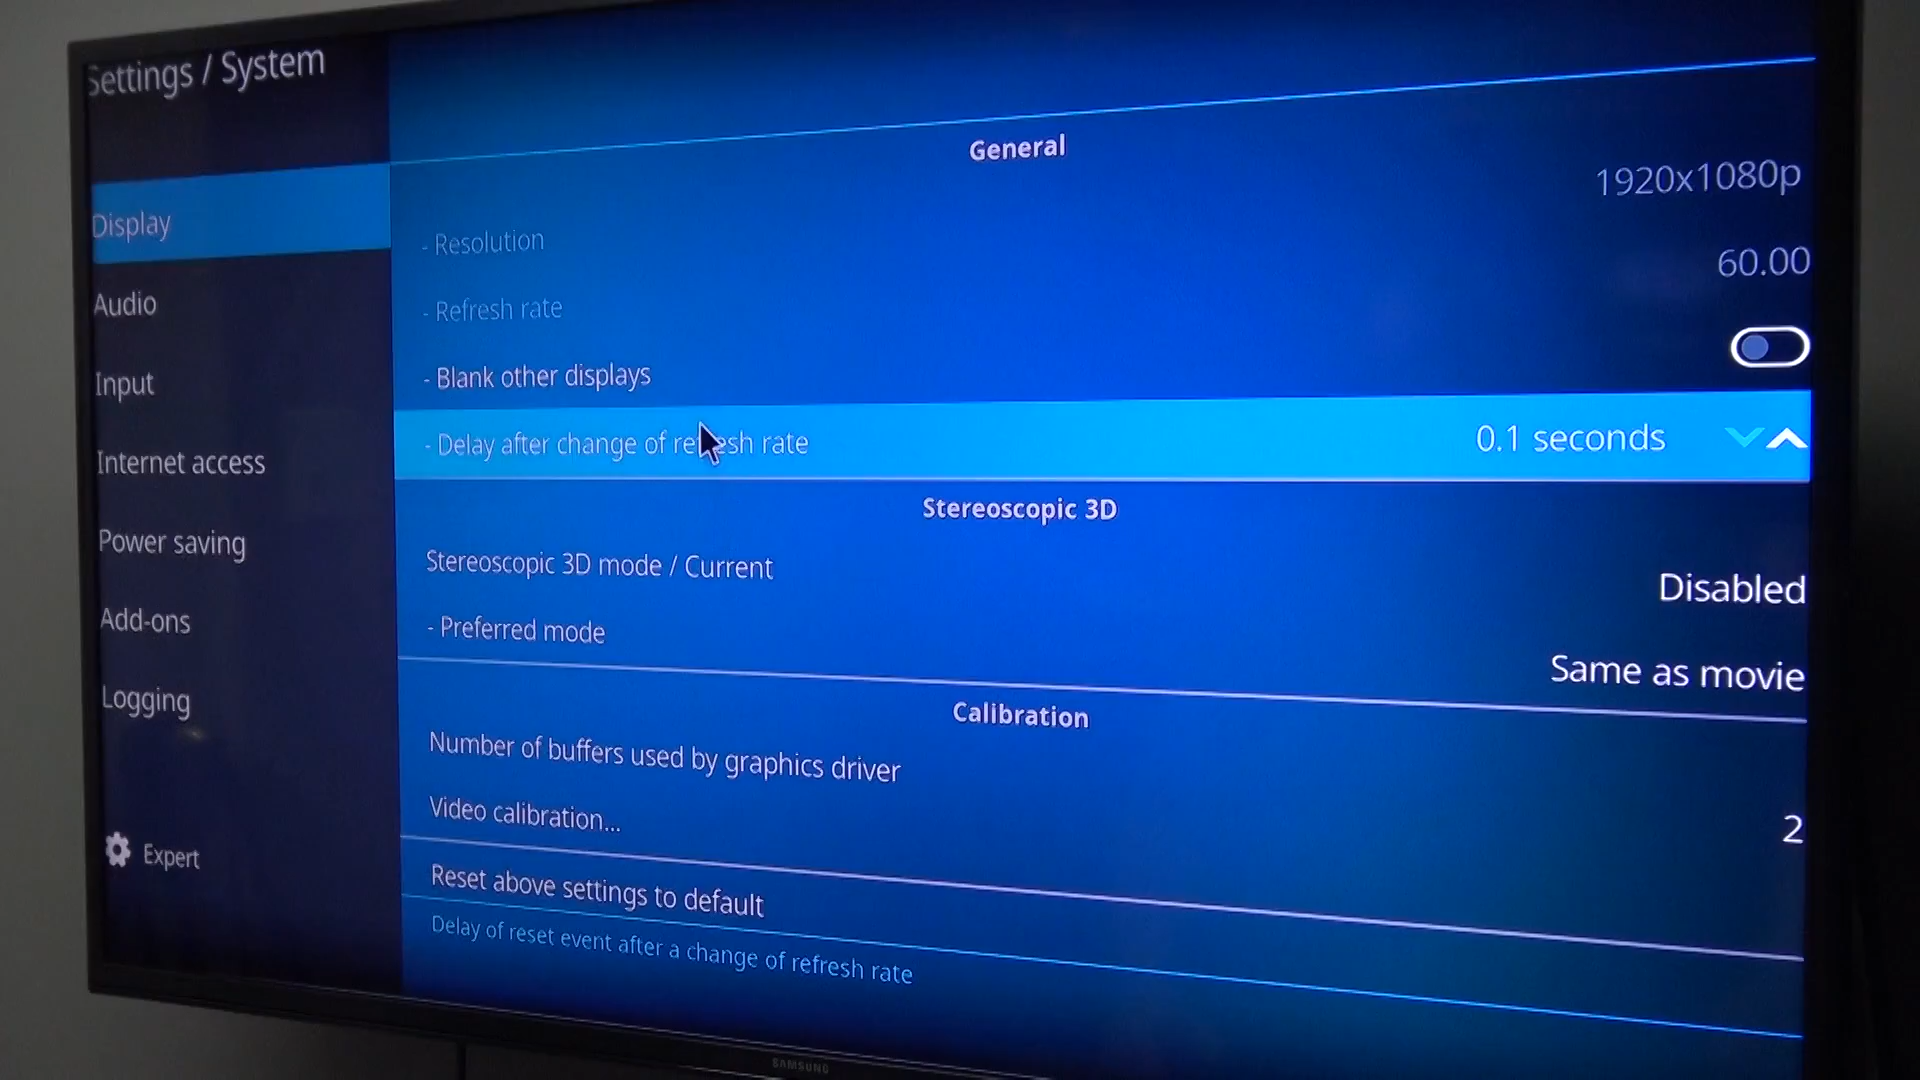 Settings / System
Display
Audio
Input
Internet access
Power saving
Add-ons
Logging
Expert
General
- Resolution 1920x1080p
- Refresh rate 60.00
- Blank other displays
- Delay after change of refresh rate 0.1 seconds
Stereoscopic 3D
Stereoscopic 3D mode / Current Disabled
- Preferred mode Same as movie
Calibration
Number of buffers used by graphics driver 2
Video calibration...
Reset above settings to default
Delay of reset event after a change of refresh rate
SAMSUNG